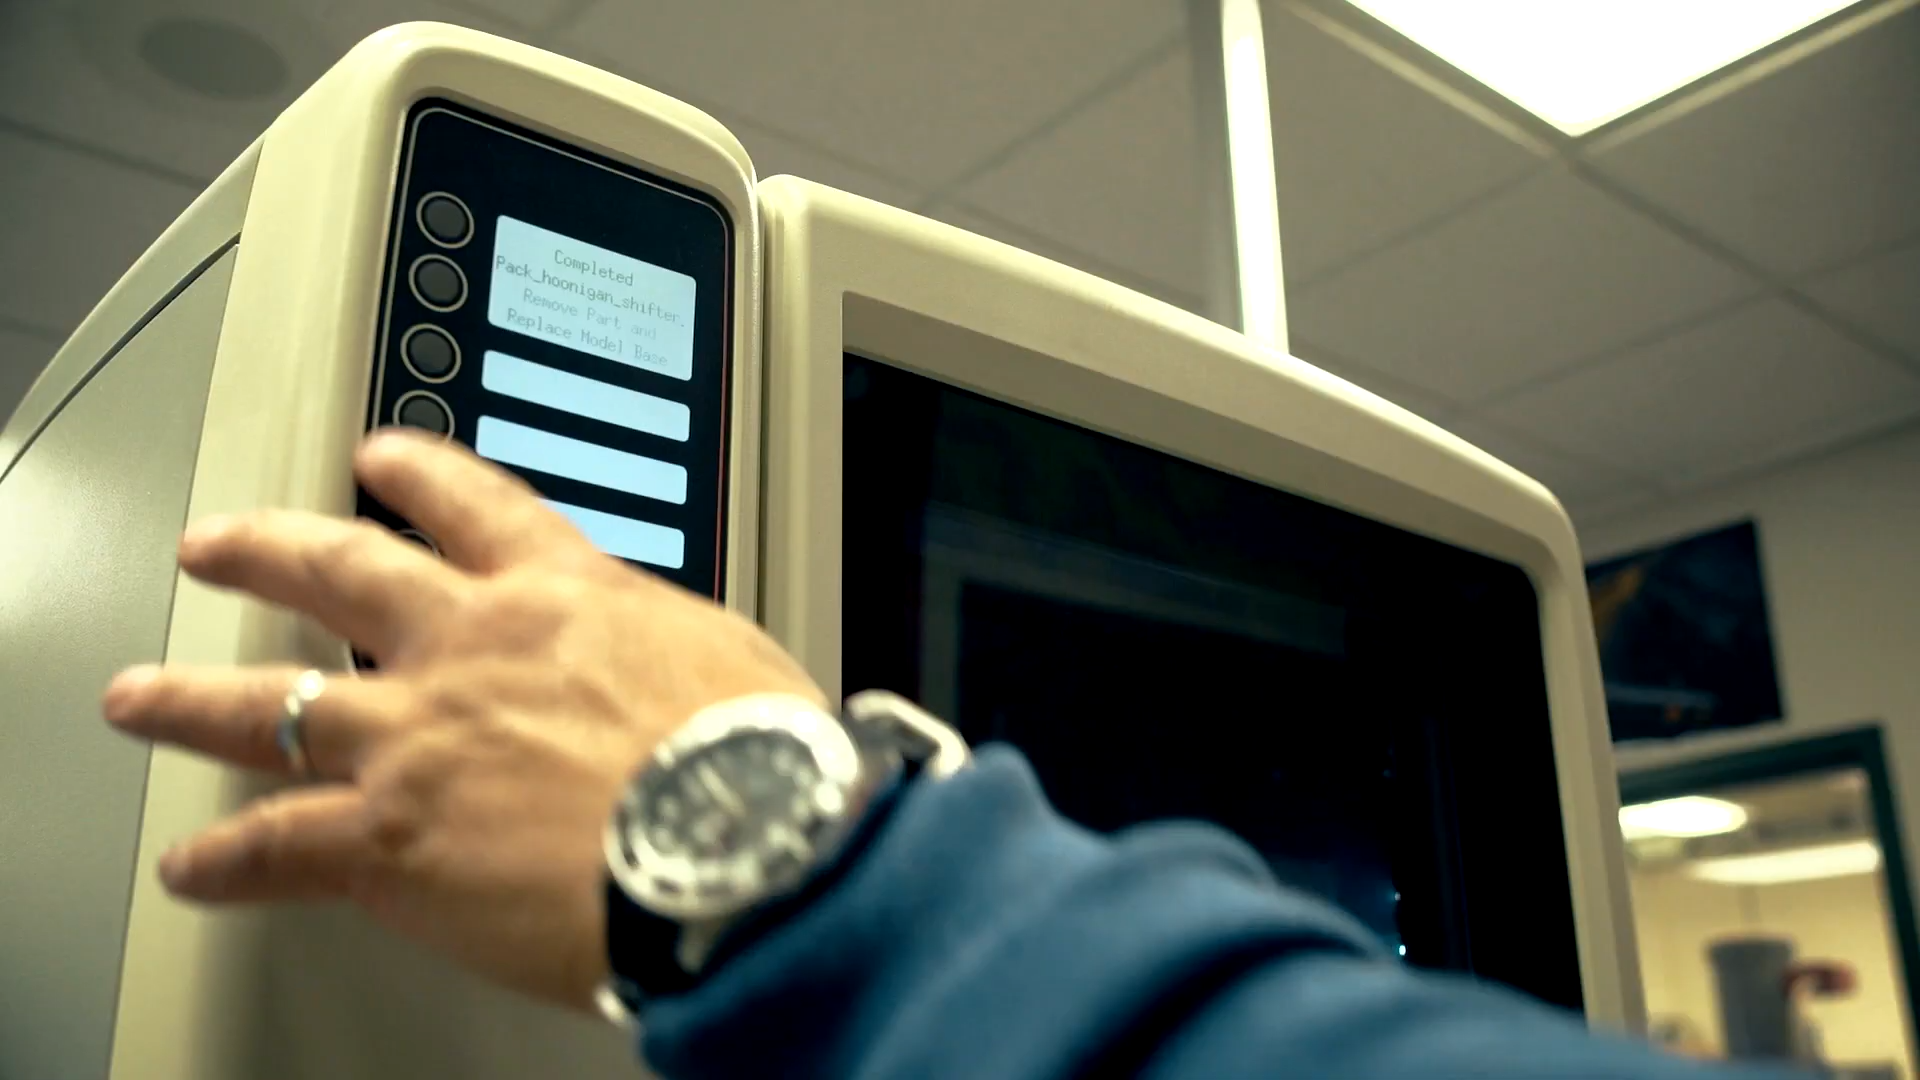 Completed
Pack_hoonigan_shifter.
Remove Part and
Replace Model Base